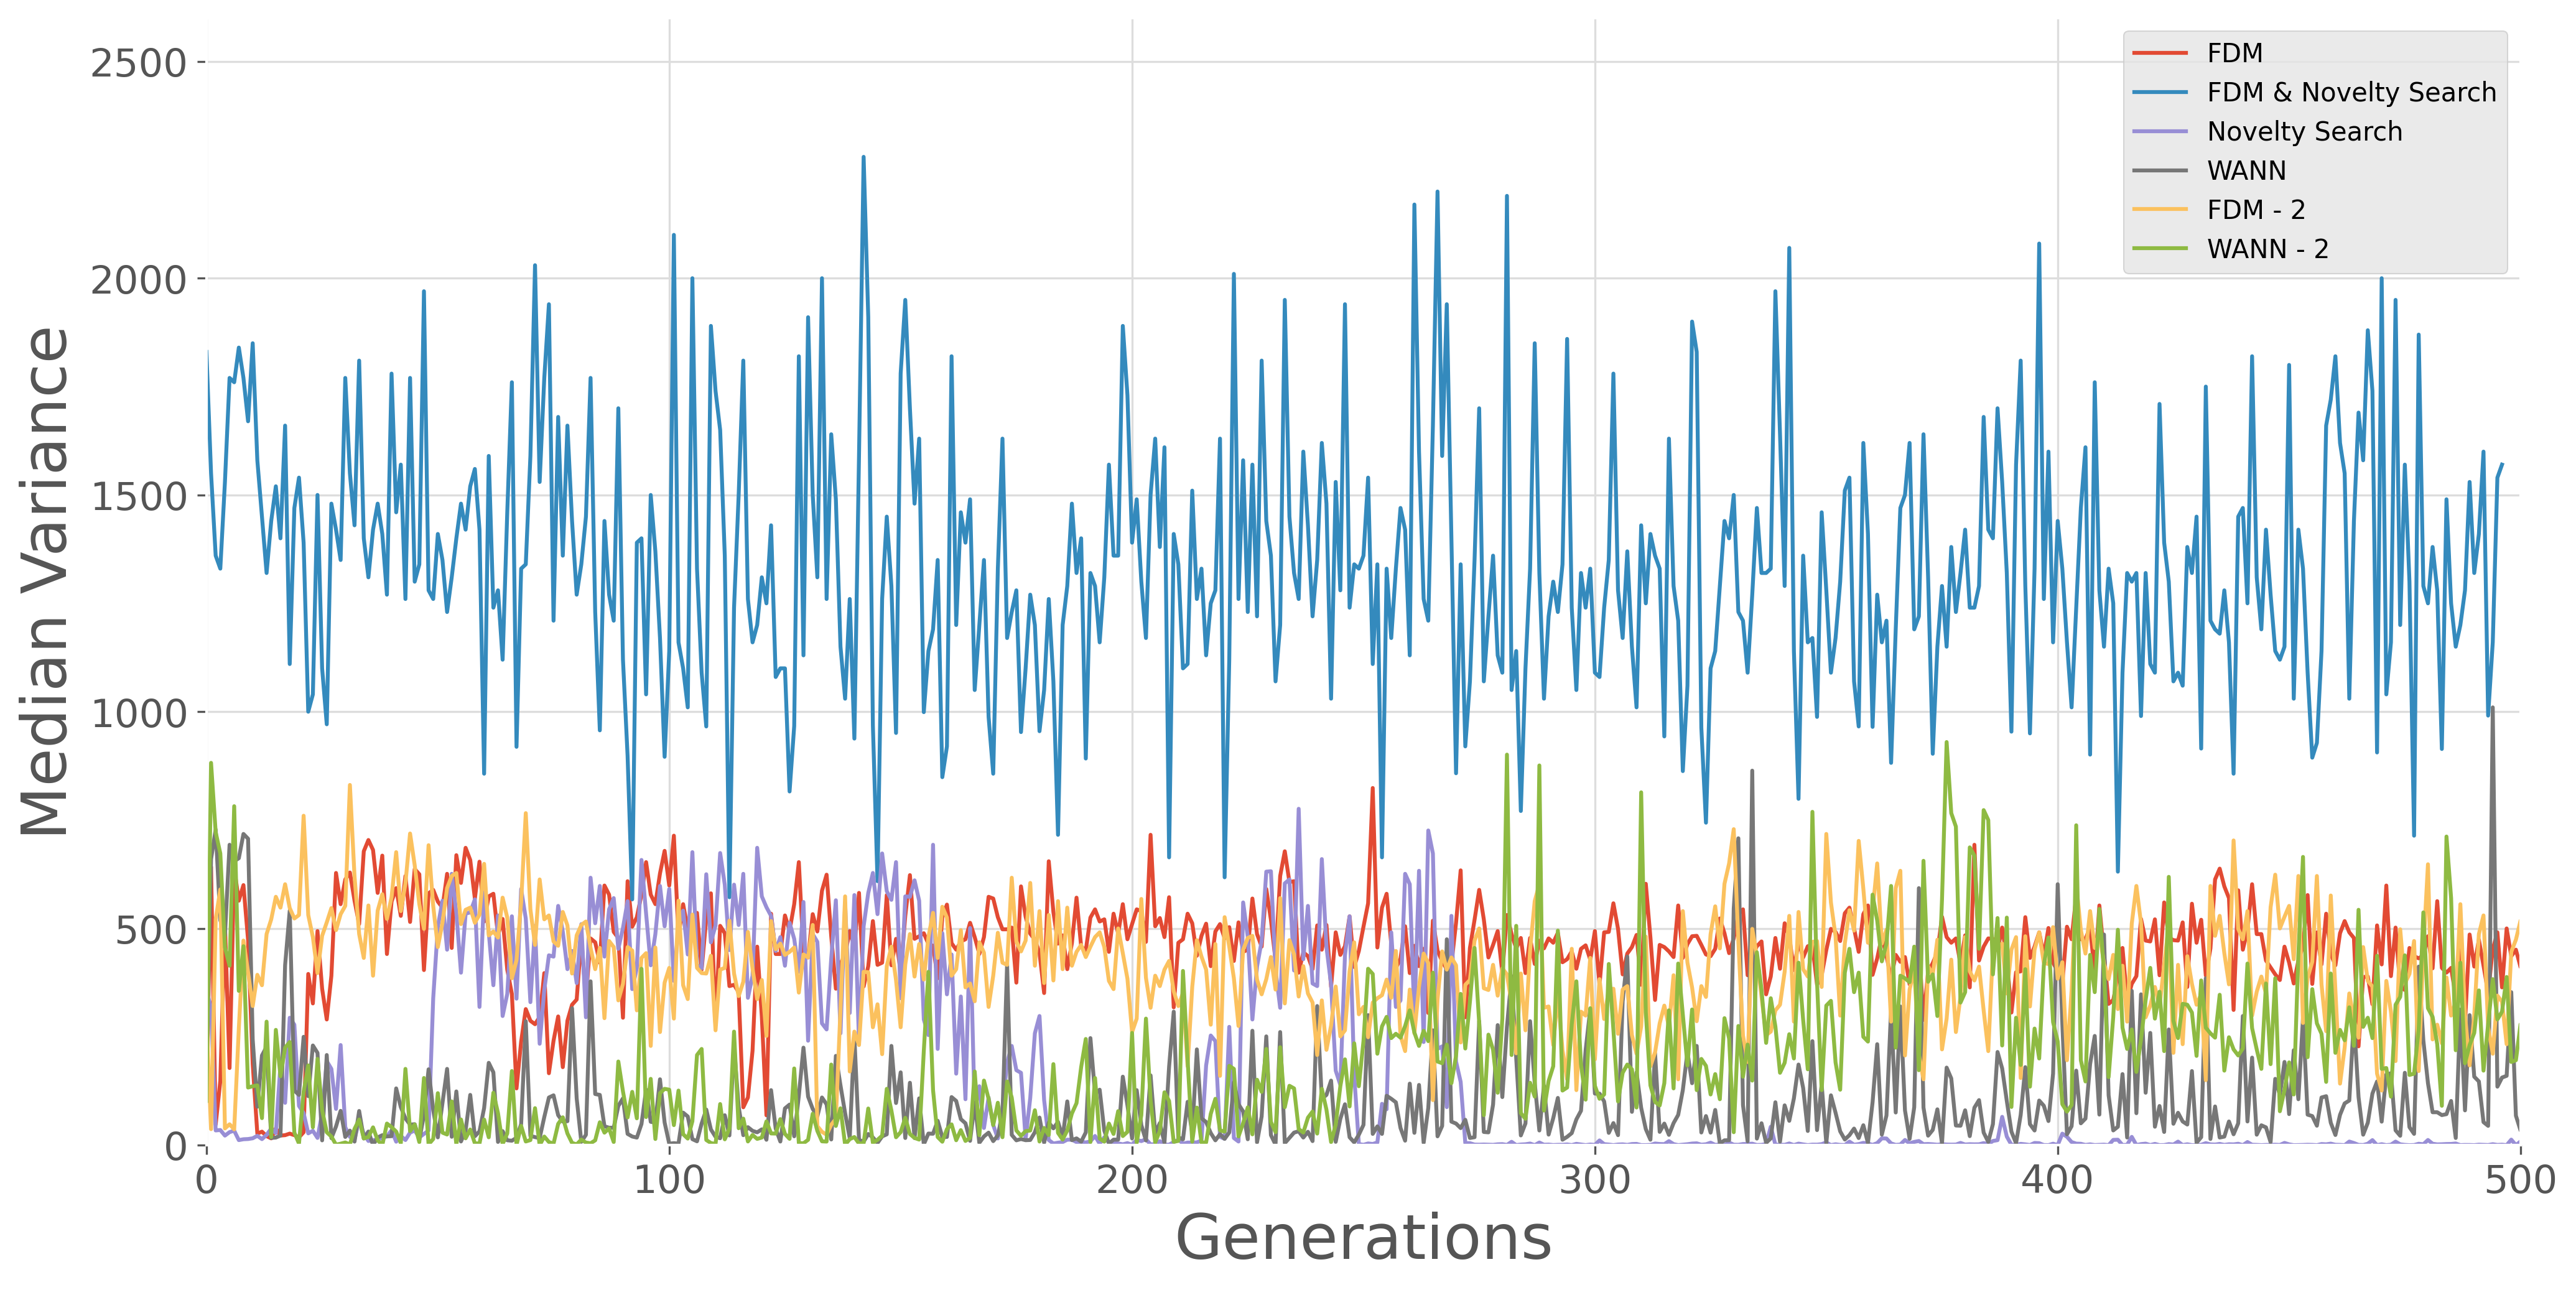 Median Variance
2500
2000
1500
1000
500
0
0 100 200 300 400 500
Generations
FDM
FDM & Novelty Search
Novelty Search
WANN
FDM - 2
WANN - 2